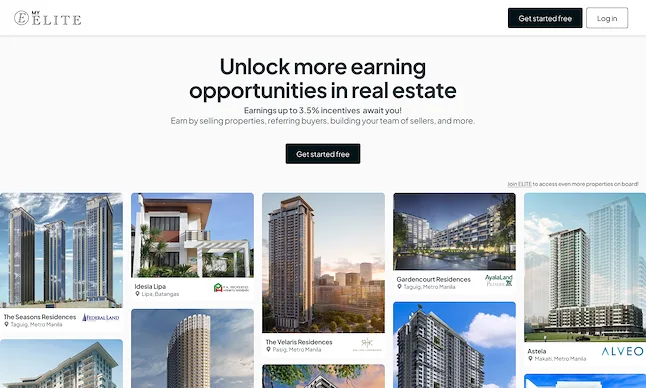 MY
ELITE
Get started free
Log in
Unlock more earning
opportunities in real estate
Earnings up to 3.5% incentives await you!
Earn by selling properties, referring buyers, building your team of sellers, and more.
Get started free
Join ELITE to access even more properties on board!
The Seasons Residences
Taguig, Metro Manila
FEDERAL LAND
Idesia Lipa
Lipa, Batangas
P.A. PROPERTIES
The Velaris Residences
Pasig, Metro Manila
Gardencourt Residences
Taguig, Metro Manila
AyalaLand
PREMIER
Astela
Makati, Metro Manila
ALVEO